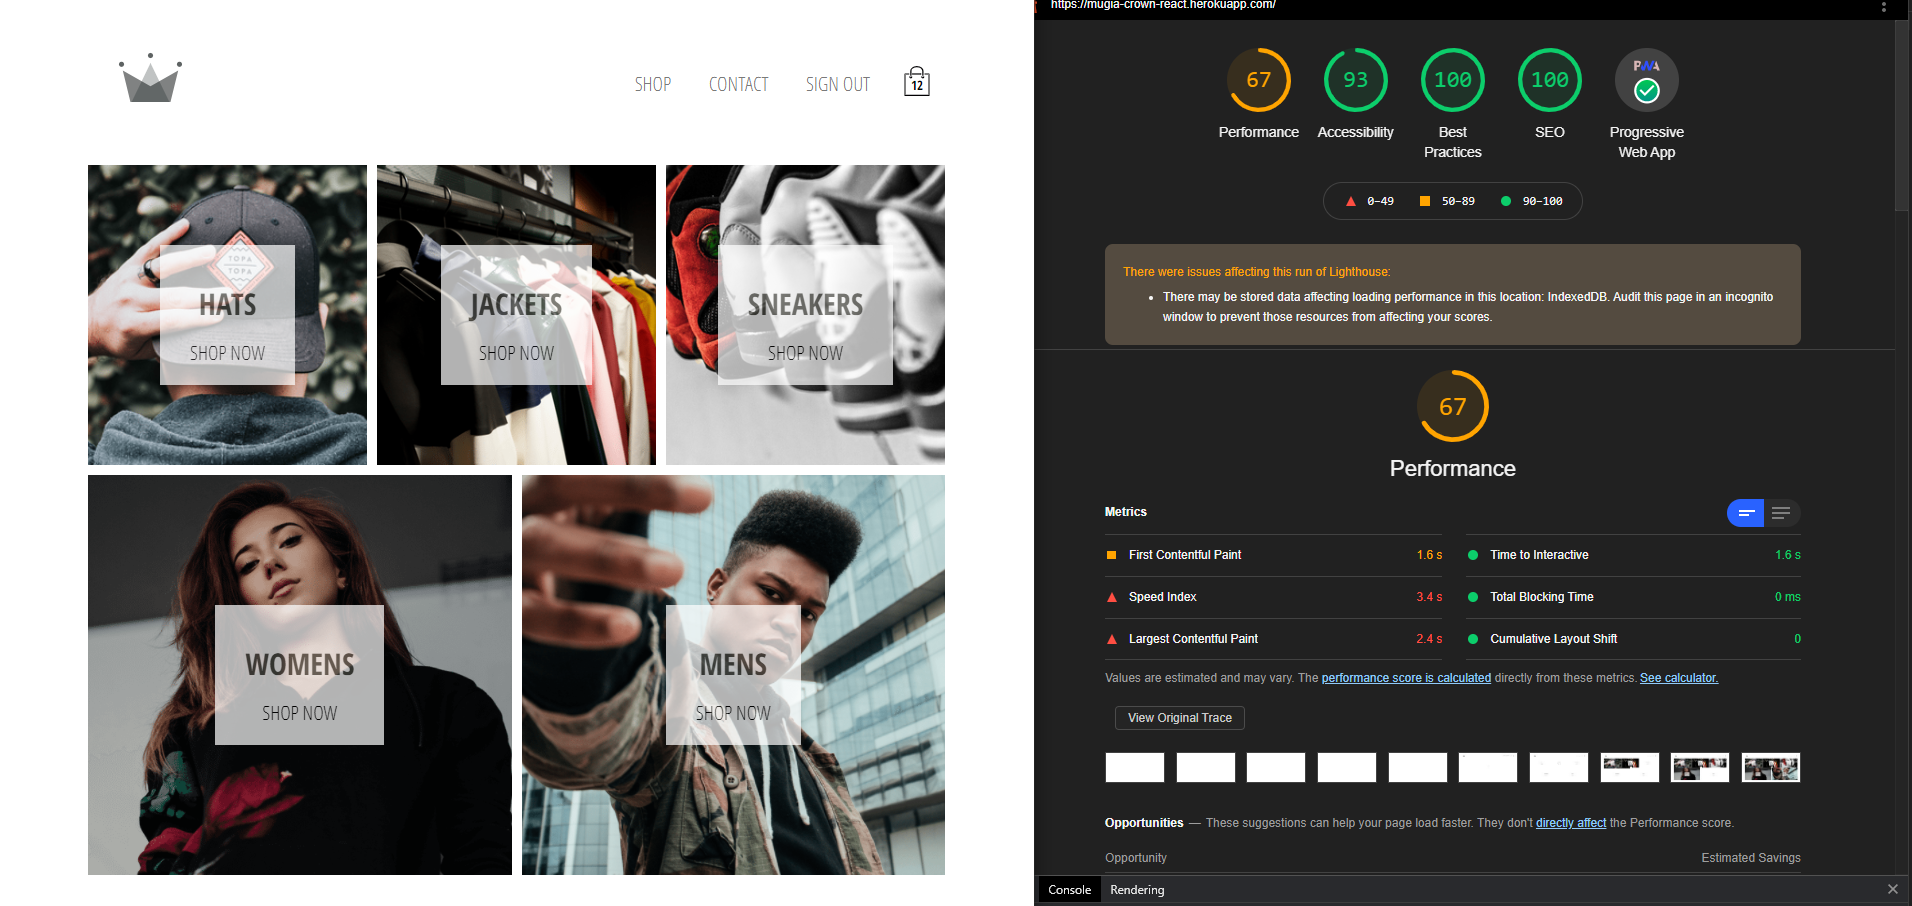 SHOP
CONTACT
SIGN OUT
12
TOPA
TOPA
HATS
SHOP NOW
JACKETS
SHOP NOW
SNEAKERS
SHOP NOW
WOMENS
SHOP NOW
MENS
SHOP NOW
https://mugia-crown-react.herokuapp.com/
67
93
100
100
PWA
Performance
Accessibility
Best
Practices
SEO
Progressive
Web App
0–49
50–89
90–100
There were issues affecting this run of Lighthouse:
• There may be stored data affecting loading performance in this location: IndexedDB. Audit this page in an incognito
window to prevent those resources from affecting your scores.
67
Performance
Metrics
First Contentful Paint 1.6 s
Time to Interactive 1.6 s
Speed Index 3.4 s
Total Blocking Time 0 ms
Largest Contentful Paint 2.4 s
Cumulative Layout Shift 0
Values are estimated and may vary. The performance score is calculated directly from these metrics. See calculator.
View Original Trace
Opportunities — These suggestions can help your page load faster. They don't directly affect the Performance score.
Opportunity Estimated Savings
Console
Rendering